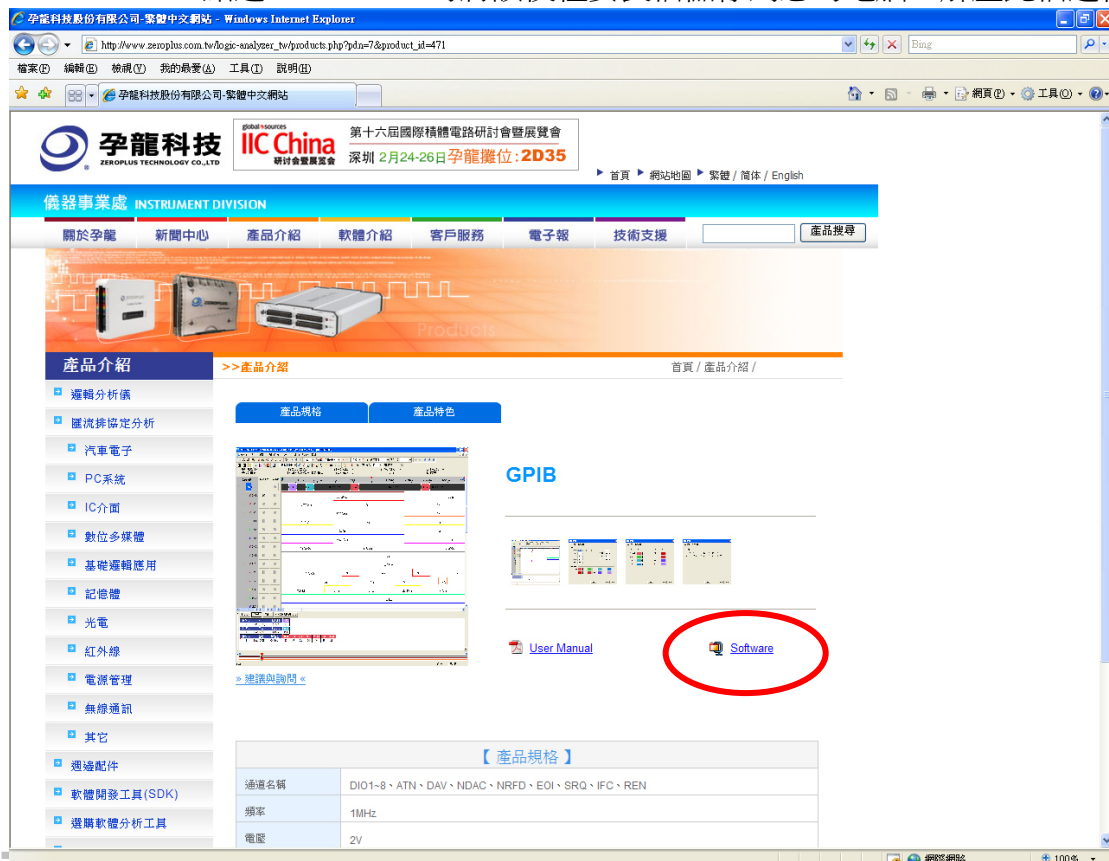 孕龍科技股份有限公司-繁體中文網站 - Windows Internet Explorer
http://www.zeroplus.com.tw/logic-analyzer_tw/products.php?pdn=7&product_id=471
Bing
檔案(F) 編輯(E) 檢視(V) 我的最愛(A) 工具(T) 說明(H)
孕龍科技股份有限公司-繁體中文網站
網頁(P) 工具(O)
孕龍科技
ZEROPLUS TECHNOLOGY CO.,LTD
global sources
IIC China
研讨会暨展览会
第十六屆國際積體電路研討會暨展覽會
深圳 2月24-26日孕龍攤位:2D35
首頁 網站地圖 繁體 / 简体 / English
儀器事業處 INSTRUMENT DIVISION
關於孕龍 新聞中心 產品介紹 軟體介紹 客戶服務 電子報 技術支援 產品搜尋
Products
產品介紹
>>產品介紹
首頁 / 產品介紹 /
邏輯分析儀
匯流排協定分析
汽車電子
PC系統
IC介面
數位多媒體
基礎邏輯應用
記憶體
光電
紅外線
電源管理
無線通訊
其它
週邊配件
軟體開發工具(SDK)
選購軟體分析工具
產品規格 產品特色
GPIB
User Manual
Software
» 建議與詢問 «
【 產品規格 】
通道名稱 DIO1~8、ATN、DAV、NDAC、NRFD、EOI、SRQ、IFC、REN
頻率 1MHz
電壓 2V
網際網路 100%